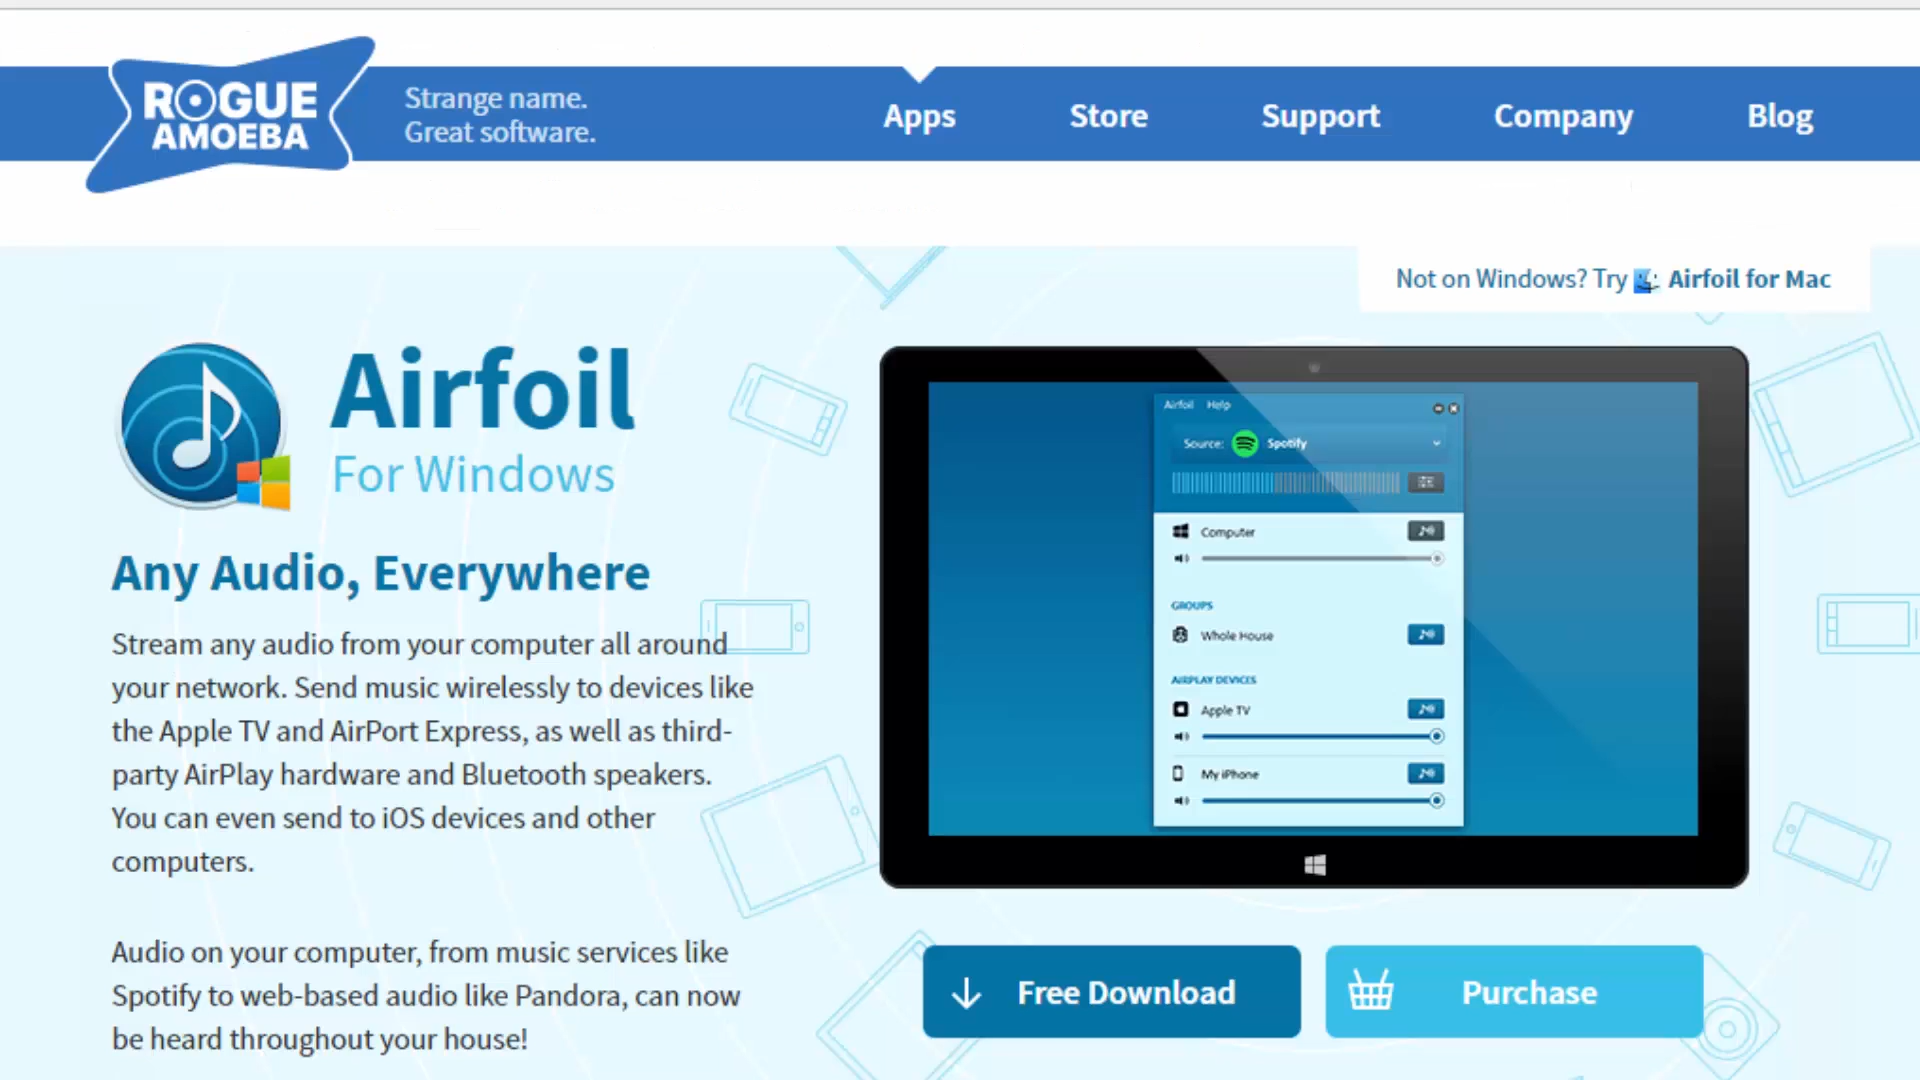 ROGUE
AMOEBA
Strange name.
Great software.
Apps
Store
Support
Company
Blog
Not on Windows? Try Airfoil for Mac
Airfoil
For Windows
Any Audio, Everywhere
Stream any audio from your computer all around
your network. Send music wirelessly to devices like
the Apple TV and AirPort Express, as well as third-
party AirPlay hardware and Bluetooth speakers.
You can even send to iOS devices and other
computers.
Audio on your computer, from music services like
Spotify to web-based audio like Pandora, can now
be heard throughout your house!
Airfoil Help
Source: Spotify
Computer
GROUPS
Whole House
AIRPLAY DEVICES
Apple TV
My iPhone
Free Download
Purchase